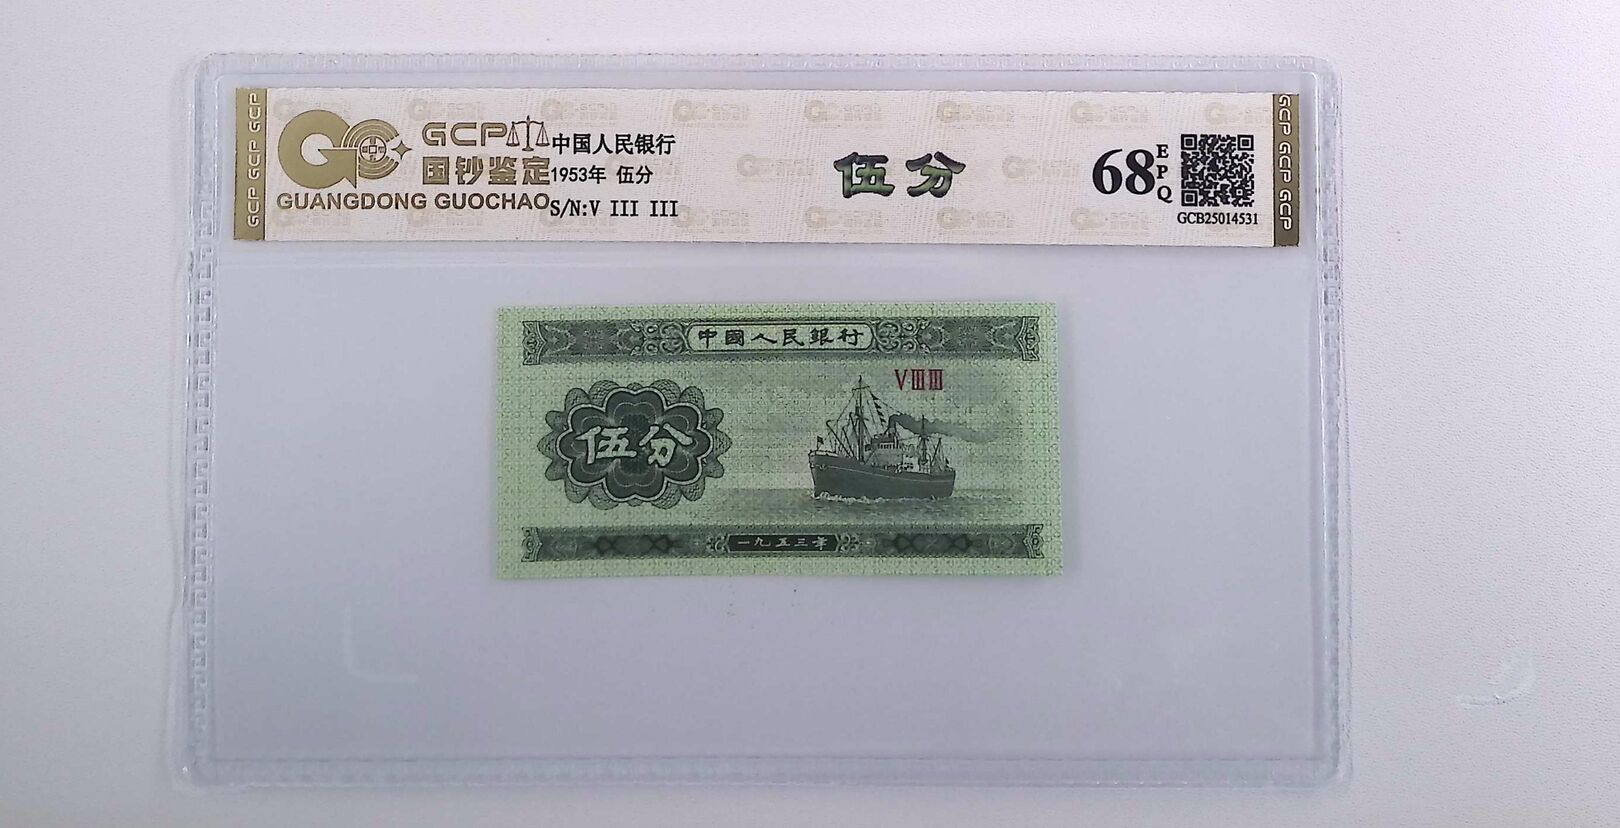 GCP GCP GCP
GCP
国钞鉴定
GUANGDONG GUOCHAO
中国人民银行
1953年 伍分
S/N:V III III
伍分
68
EPQ
GCB25014531
GCP GCP GCP
中國人民銀行
VⅢⅢ
伍分
一九五三年